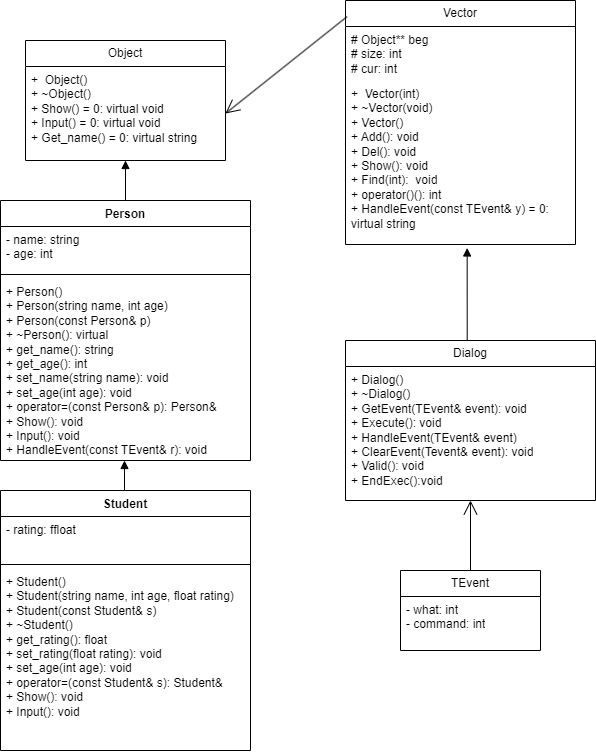 Object
+  Object()
+ ~Object()
+ Show() = 0: virtual void
+ Input() = 0: virtual void
+ Get_name() = 0: virtual string
Person
- name: string
- age: int
+ Person()
+ Person(string name, int age)
+ Person(const Person& p)
+ ~Person(): virtual
+ get_name(): string
+ get_age(): int
+ set_name(string name): void
+ set_age(int age): void
+ operator=(const Person& p): Person&
+ Show(): void
+ Input(): void
+ HandleEvent(const TEvent& r): void
Student
- rating: ffloat
+ Student()
+ Student(string name, int age, float rating)
+ Student(const Student& s)
+ ~Student()
+ get_rating(): float
+ set_rating(float rating): void
+ set_age(int age): void
+ operator=(const Student& s): Student&
+ Show(): void
+ Input(): void
Vector
# Object** beg
# size: int
# cur: int
+  Vector(int)
+ ~Vector(void)
+ Vector()
+ Add(): void
+ Del(): void
+ Show(): void
+ Find(int):  void
+ operator()(): int
+ HandleEvent(const TEvent& y) = 0:
virtual string
Dialog
+ Dialog()
+ ~Dialog()
+ GetEvent(TEvent& event): void
+ Execute(): void
+ HandleEvent(TEvent& event)
+ ClearEvent(Tevent& event): void
+ Valid(): void
+ EndExec():void
TEvent
- what: int
- command: int